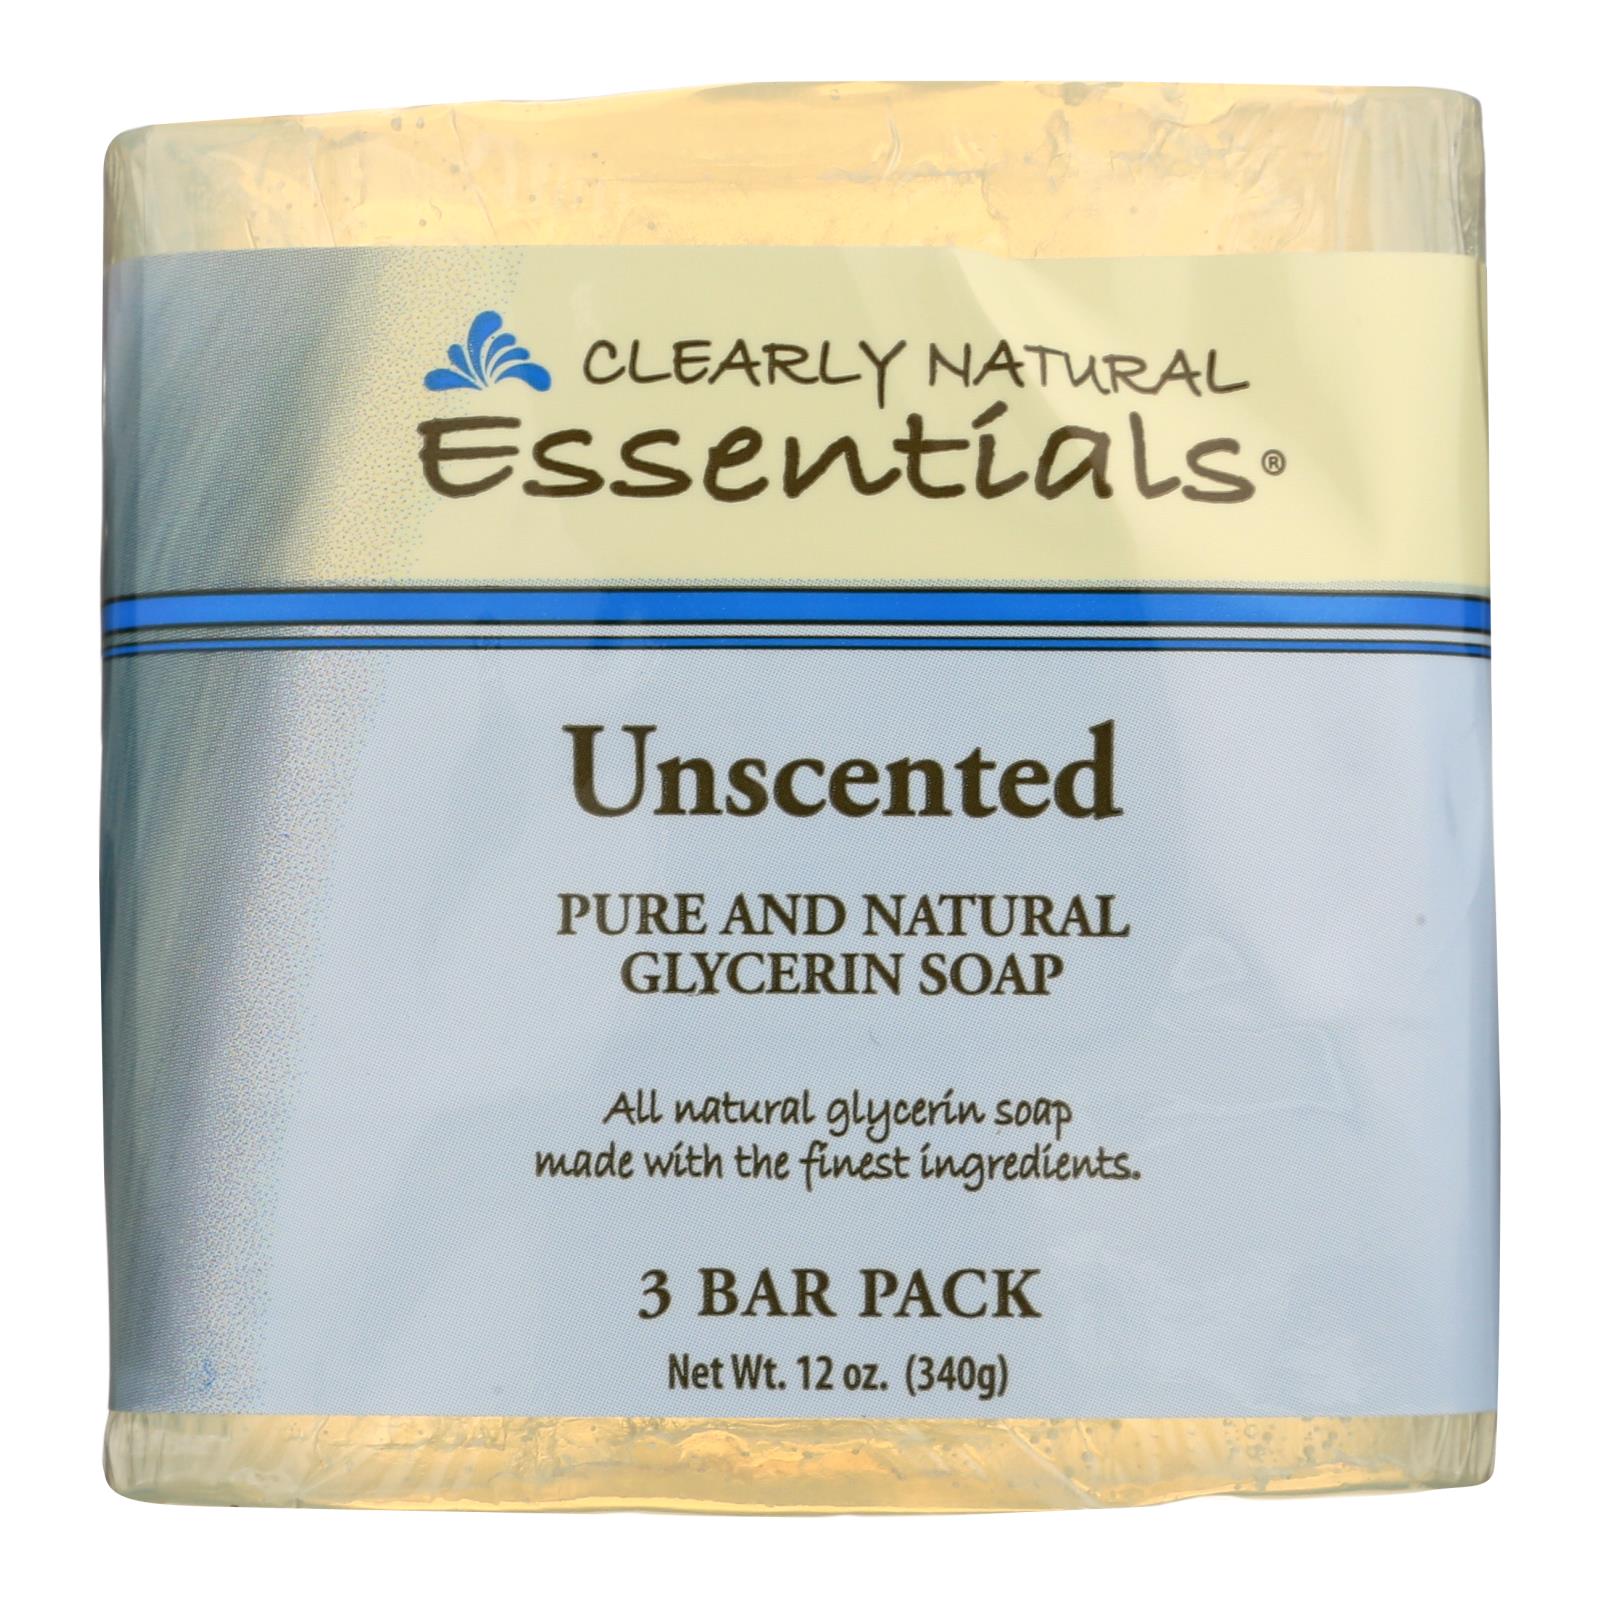 CLEARLY NATURAL
Essentials®
Unscented
PURE AND NATURAL
GLYCERIN SOAP
All natural glycerin soap
made with the finest ingredients.
3 BAR PACK
Net Wt. 12 oz. (340g)